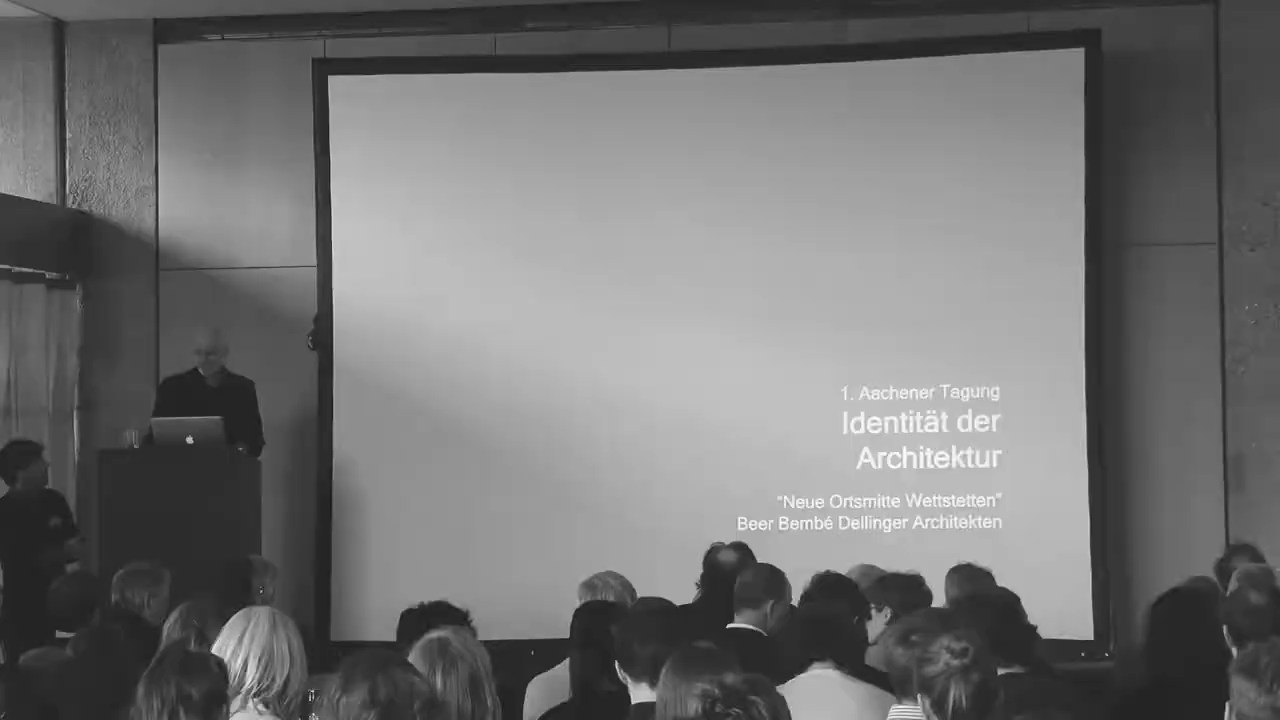 1. Aachener Tagung
Identität der
Architektur
"Neue Ortsmitte Wettstetten"
Beer Bembé Dellinger Architekten